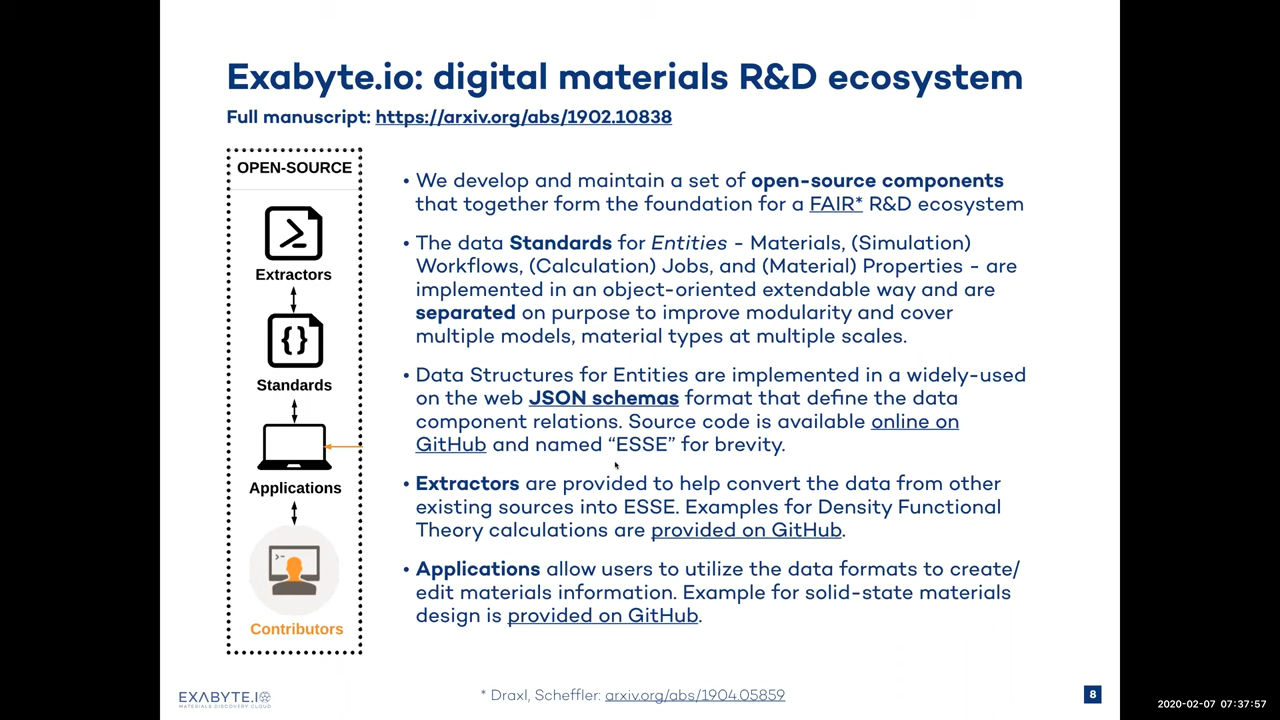 Exabyte.io: digital materials R&D ecosystem
Full manuscript: https://arxiv.org/abs/1902.10838
OPEN-SOURCE
Extractors
Standards
Applications
Contributors
• We develop and maintain a set of open-source components
that together form the foundation for a FAIR* R&D ecosystem
• The data Standards for Entities - Materials, (Simulation)
Workflows, (Calculation) Jobs, and (Material) Properties - are
implemented in an object-oriented extendable way and are
separated on purpose to improve modularity and cover
multiple models, material types at multiple scales.
• Data Structures for Entities are implemented in a widely-used
on the web JSON schemas format that define the data
component relations. Source code is available online on
GitHub and named “ESSE” for brevity.
• Extractors are provided to help convert the data from other
existing sources into ESSE. Examples for Density Functional
Theory calculations are provided on GitHub.
• Applications allow users to utilize the data formats to create/
edit materials information. Example for solid-state materials
design is provided on GitHub.
EXABYTE.IO
MATERIALS DISCOVERY CLOUD
* Draxl, Scheffler: arxiv.org/abs/1904.05859
8
2020-02-07 07:37:57